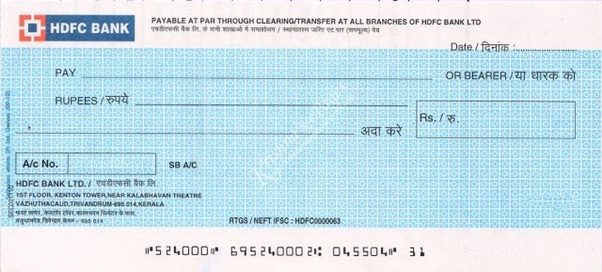 HDFC BANK
PAYABLE AT PAR THROUGH CLEARING/TRANSFER AT ALL BRANCHES OF HDFC BANK LTD
एचडीएफसी बैंक लि. के सभी शाखाओं में समाशोधन / स्थानांतरण जरिए एट पार (सममूल्य) देय
Date / दिनांक :
PAY
OR BEARER / या धारक को
RUPEES / रुपये
Rs. / रु.
अदा करे
A/c No.
SB A/C
HDFC BANK LTD. / एचडीएफसी बैंक लि.
1ST FLOOR, KENTON TOWER,NEAR KALABHAVAN THEATRE
VAZHUTHACAUD,TRIVANDRUM-695 014,KERALA
RTGS / NEFT IFSC : HDFC0000063
⑈524000⑈ 695240002⑆ 045504⑈ 31